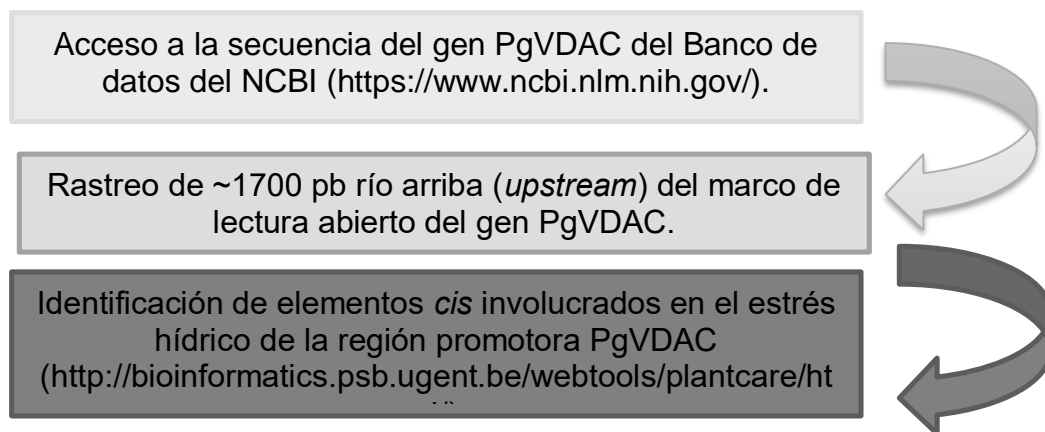 Acceso a la secuencia del gen PgVDAC del Banco de
datos del NCBI (https://www.ncbi.nlm.nih.gov/).
Rastreo de ~1700 pb río arriba (upstream) del marco de
lectura abierto del gen PgVDAC.
Identificación de elementos cis involucrados en el estrés
hídrico de la región promotora PgVDAC
(http://bioinformatics.psb.ugent.be/webtools/plantcare/ht